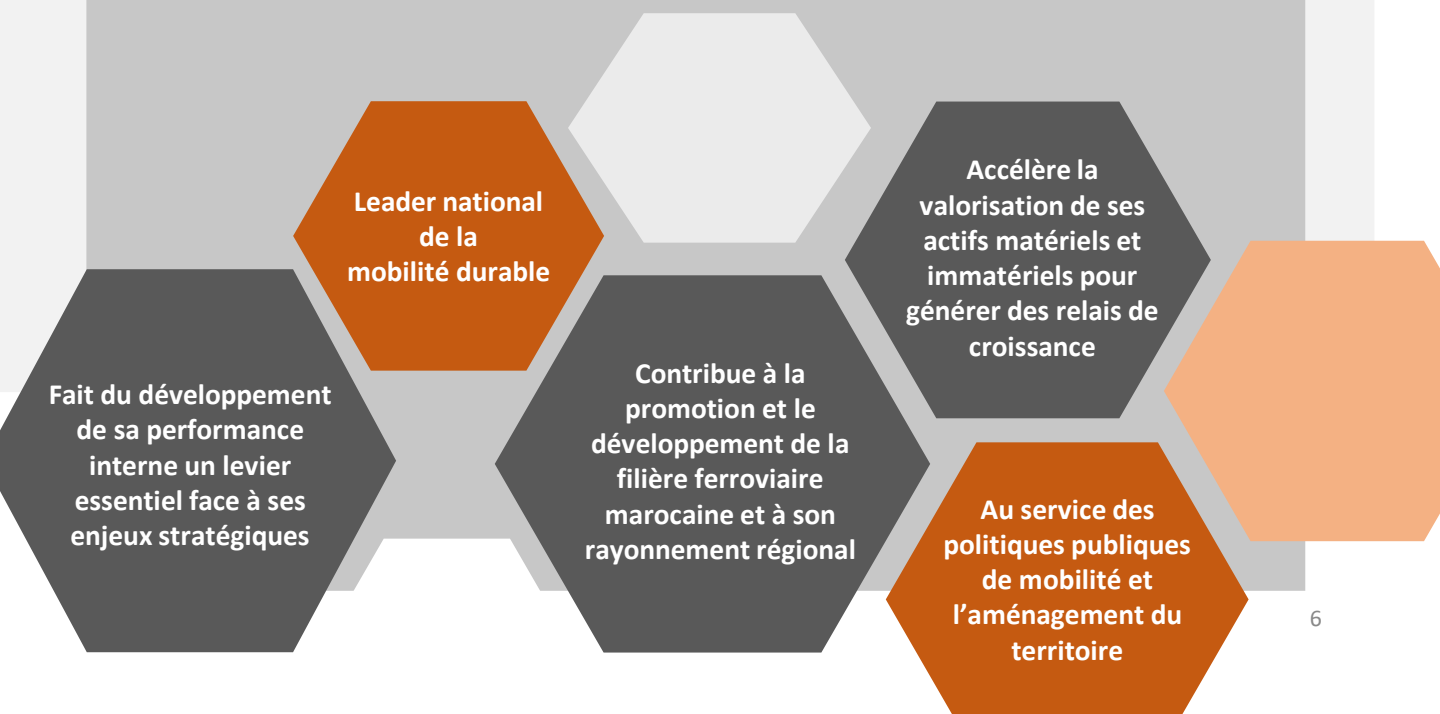 Leader national
de la
mobilité durable
Accélère la
valorisation de ses
actifs matériels et
immatériels pour
générer des relais de
croissance
Fait du développement
de sa performance
interne un levier
essentiel face à ses
enjeux stratégiques
Contribue à la
promotion et le
développement de la
filière ferroviaire
marocaine et à son
rayonnement régional
Au service des
politiques publiques
de mobilité et
l’aménagement du
territoire
6